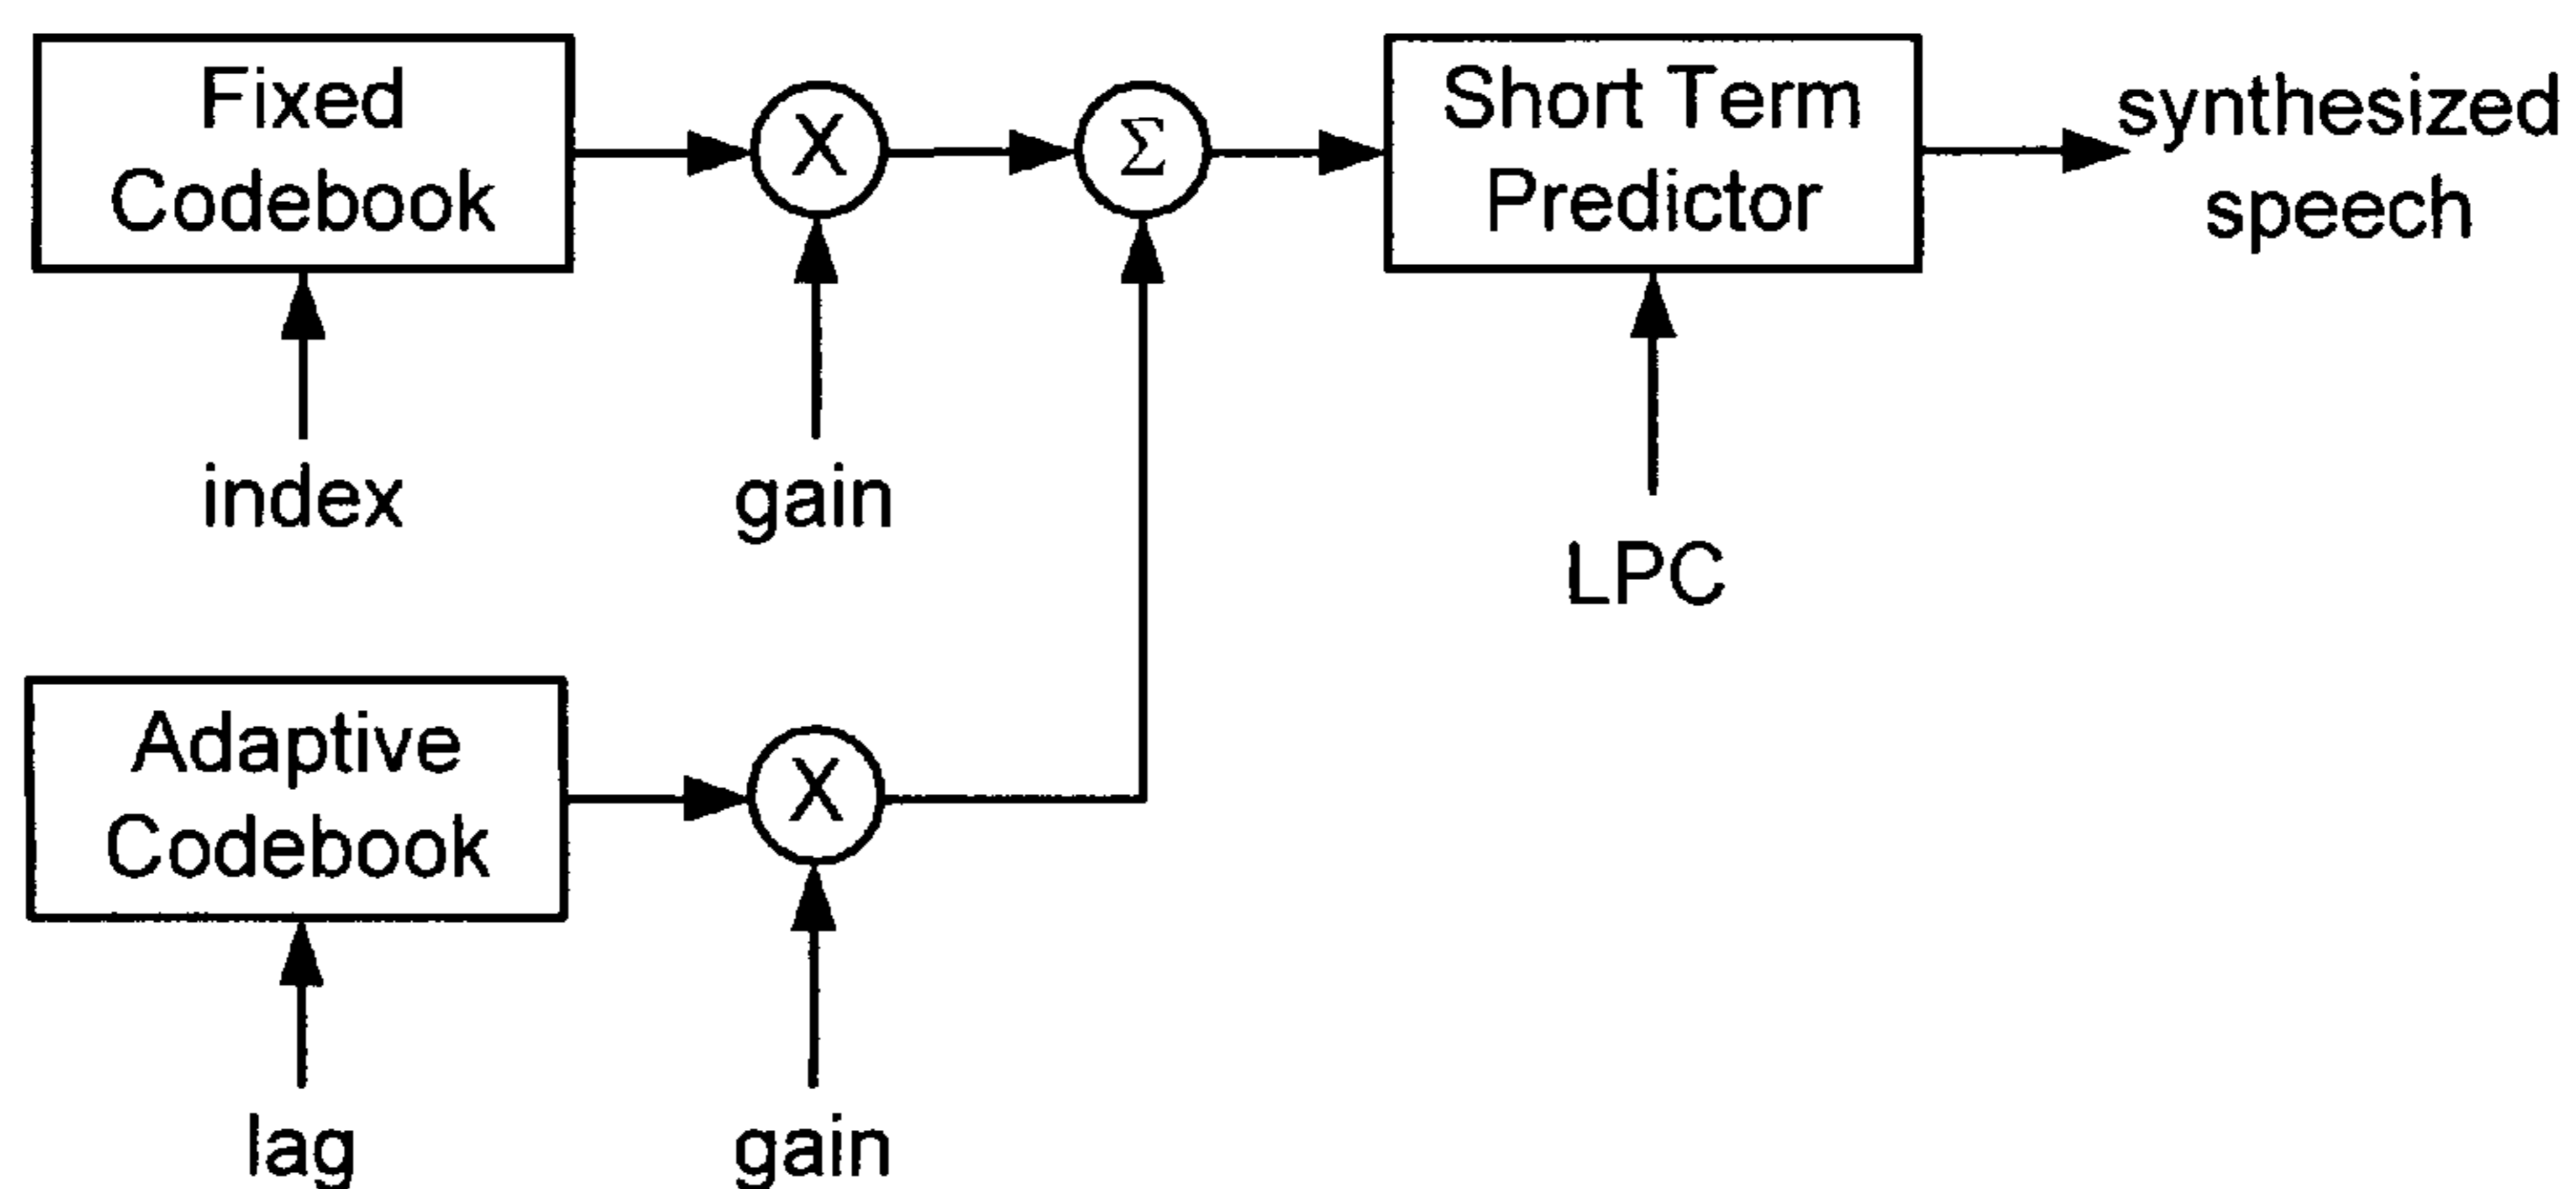 Fixed
Codebook
X
Σ
Short Term
Predictor
synthesized
speech
index
gain
LPC
Adaptive
Codebook
X
lag
gain